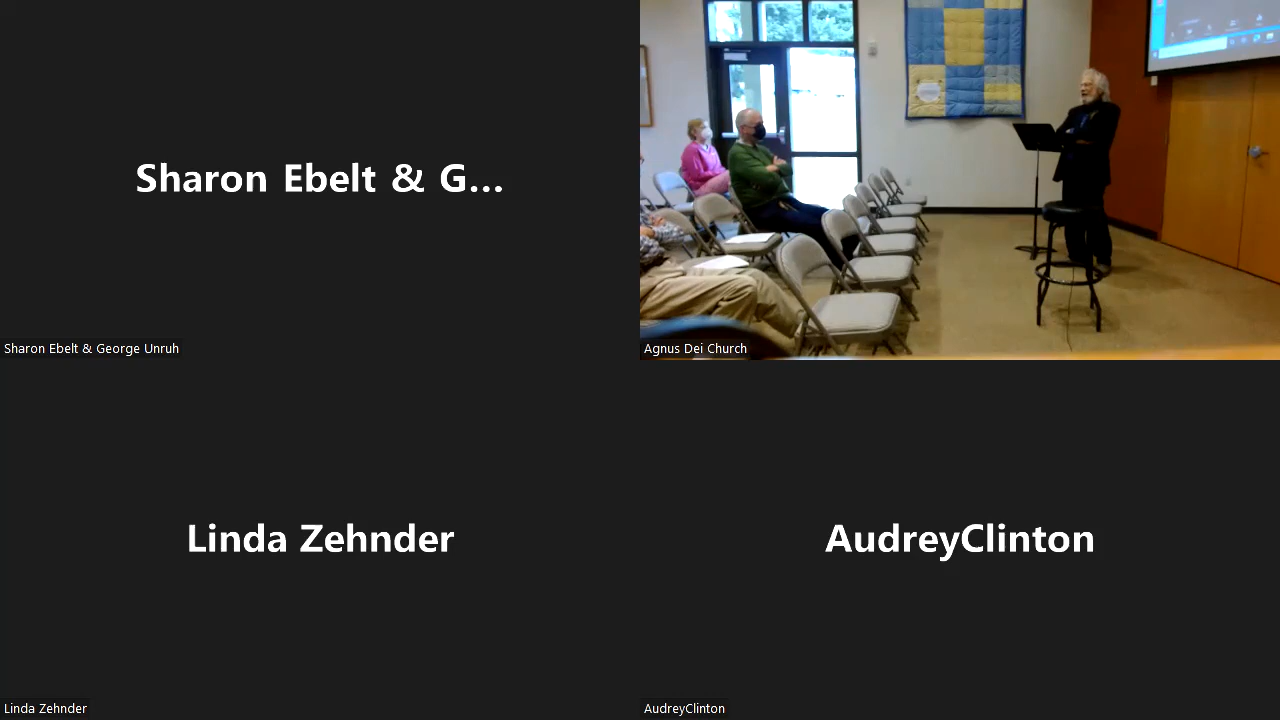 Sharon Ebelt & G...
Sharon Ebelt & George Unruh
Agnus Dei Church
Linda Zehnder
Linda Zehnder
AudreyClinton
AudreyClinton